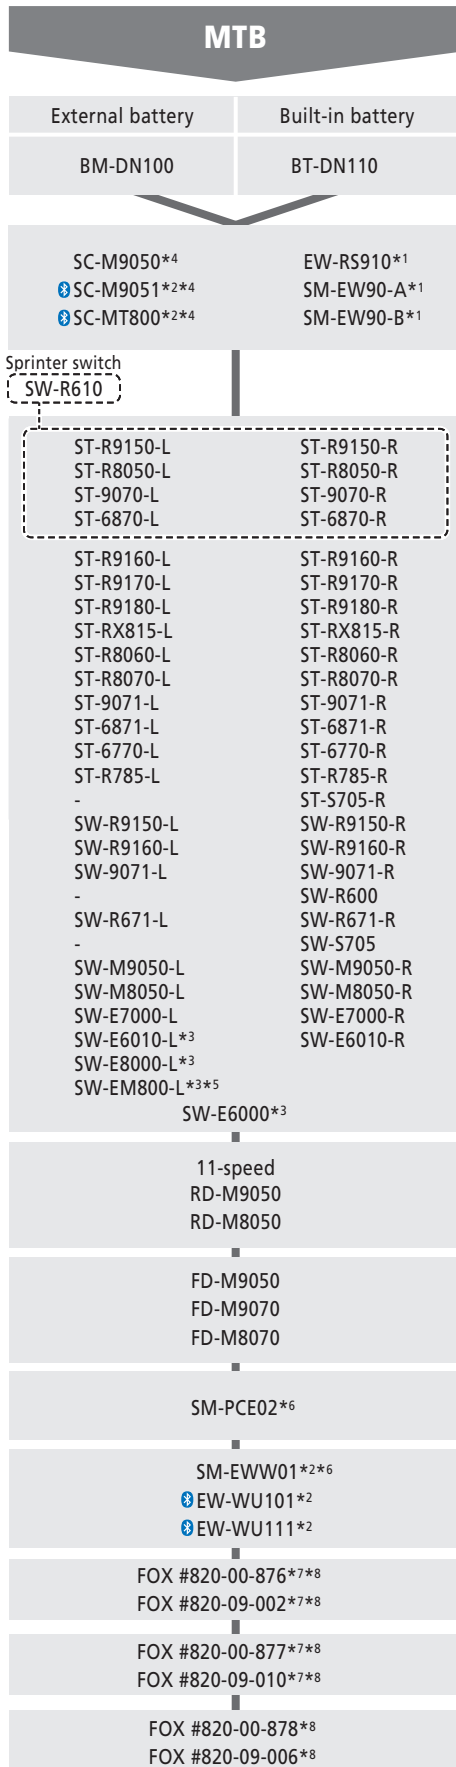 MTB
External battery Built-in battery
BM-DN100 BT-DN110
SC-M9050*4 EW-RS910*1
SC-M9051*2*4 SM-EW90-A*1
SC-MT800*2*4 SM-EW90-B*1
Sprinter switch
SW-R610
ST-R9150-L ST-R9150-R
ST-R8050-L ST-R8050-R
ST-9070-L ST-9070-R
ST-6870-L ST-6870-R
ST-R9160-L ST-R9160-R
ST-R9170-L ST-R9170-R
ST-R9180-L ST-R9180-R
ST-RX815-L ST-RX815-R
ST-R8060-L ST-R8060-R
ST-R8070-L ST-R8070-R
ST-9071-L ST-9071-R
ST-6871-L ST-6871-R
ST-6770-L ST-6770-R
ST-R785-L ST-R785-R
- ST-S705-R
SW-R9150-L SW-R9150-R
SW-R9160-L SW-R9160-R
SW-9071-L SW-9071-R
- SW-R600
SW-R671-L SW-R671-R
- SW-S705
SW-M9050-L SW-M9050-R
SW-M8050-L SW-M8050-R
SW-E7000-L SW-E7000-R
SW-E6010-L*3 SW-E6010-R
SW-E8000-L*3
SW-EM800-L*3*5
SW-E6000*3
11-speed
RD-M9050
RD-M8050
FD-M9050
FD-M9070
FD-M8070
SM-PCE02*6
SM-EWW01*2*6
EW-WU101*2
EW-WU111*2
FOX #820-00-876*7*8
FOX #820-09-002*7*8
FOX #820-00-877*7*8
FOX #820-09-010*7*8
FOX #820-00-878*8
FOX #820-09-006*8